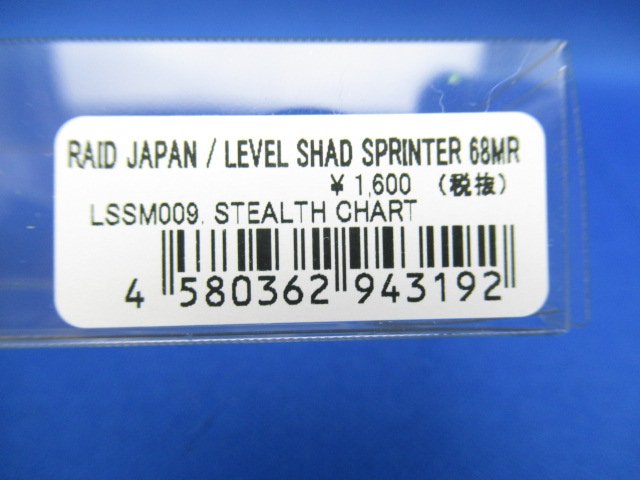 RAID JAPAN / LEVEL SHAD SPRINTER 68MR
¥ 1,600 (税抜)
LSSM009. STEALTH CHART
4 580362 943192